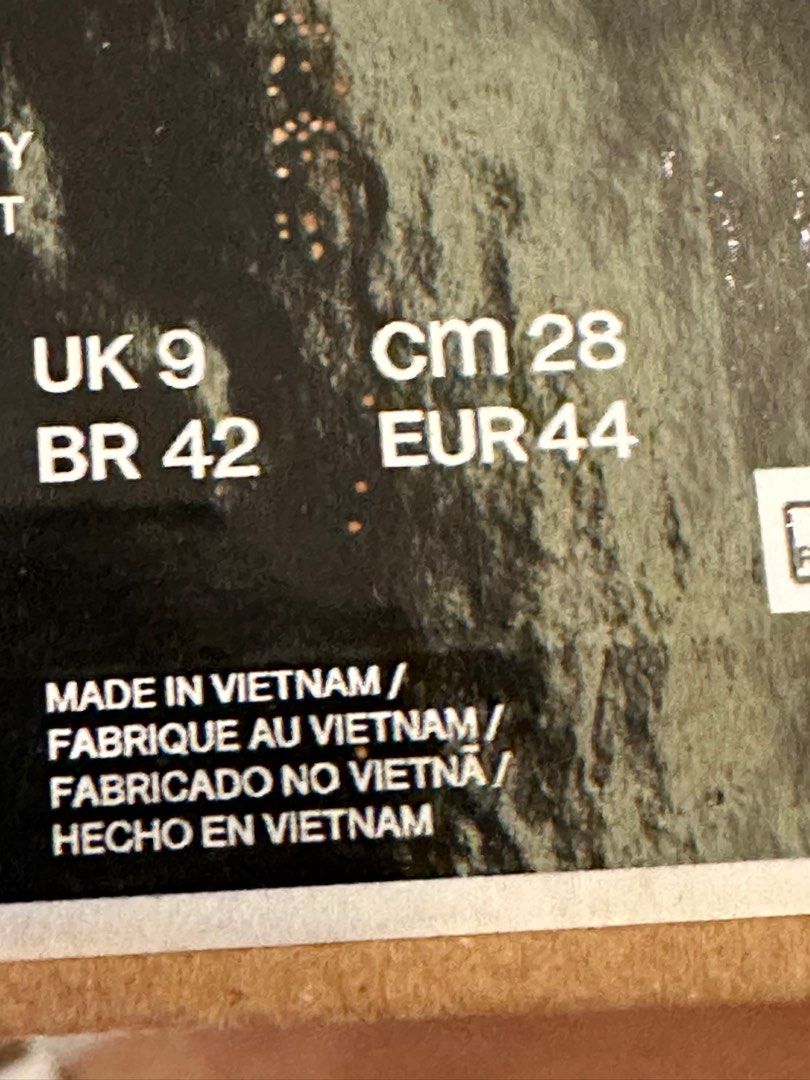 Y
T
UK 9 cm 28
BR 42 EUR 44
MADE IN VIETNAM /
FABRIQUE AU VIETNAM /
FABRICADO NO VIETNÃ /
HECHO EN VIETNAM